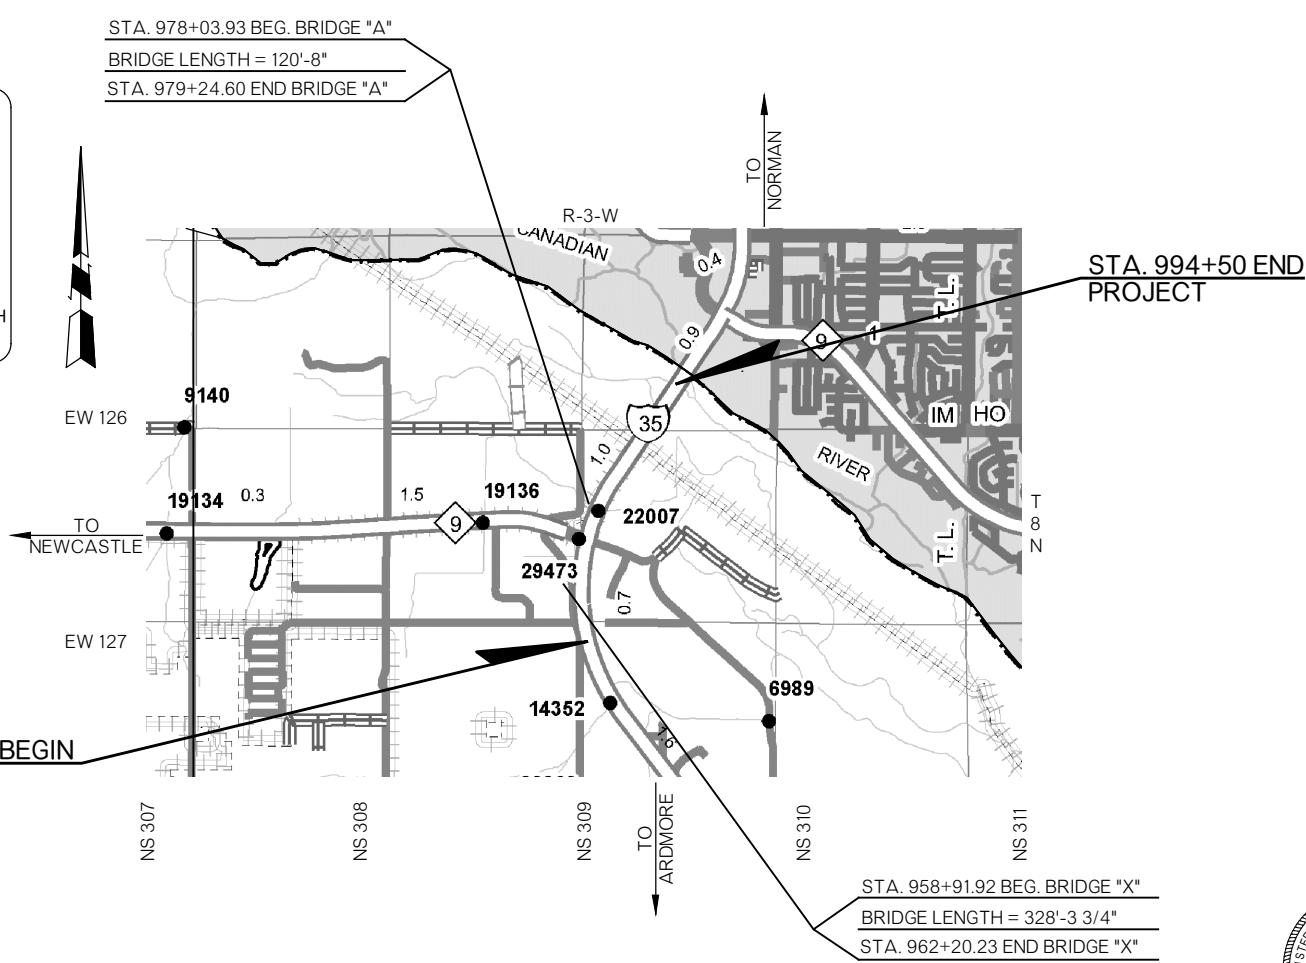 STA. 978+03.93 BEG. BRIDGE "A"
BRIDGE LENGTH = 120'-8"
STA. 979+24.60 END BRIDGE "A"
TO
NORMAN
R-3-W
CANADIAN
0.4
STA. 994+50 END
PROJECT
H
T. L.
0.9
9
1
9140
EW 126
35
IM HO
1.0
RIVER
19134
0.3
1.5
19136
T
8
N
TO
NEWCASTLE
9
22007
T. L.
29473
0.7
EW 127
6989
14352
BEGIN
1.6
NS 307
NS 308
NS 309
TO
ARDMORE
NS 310
NS 311
STA. 958+91.92 BEG. BRIDGE "X"
BRIDGE LENGTH = 328'-3 3/4"
STA. 962+20.23 END BRIDGE "X"